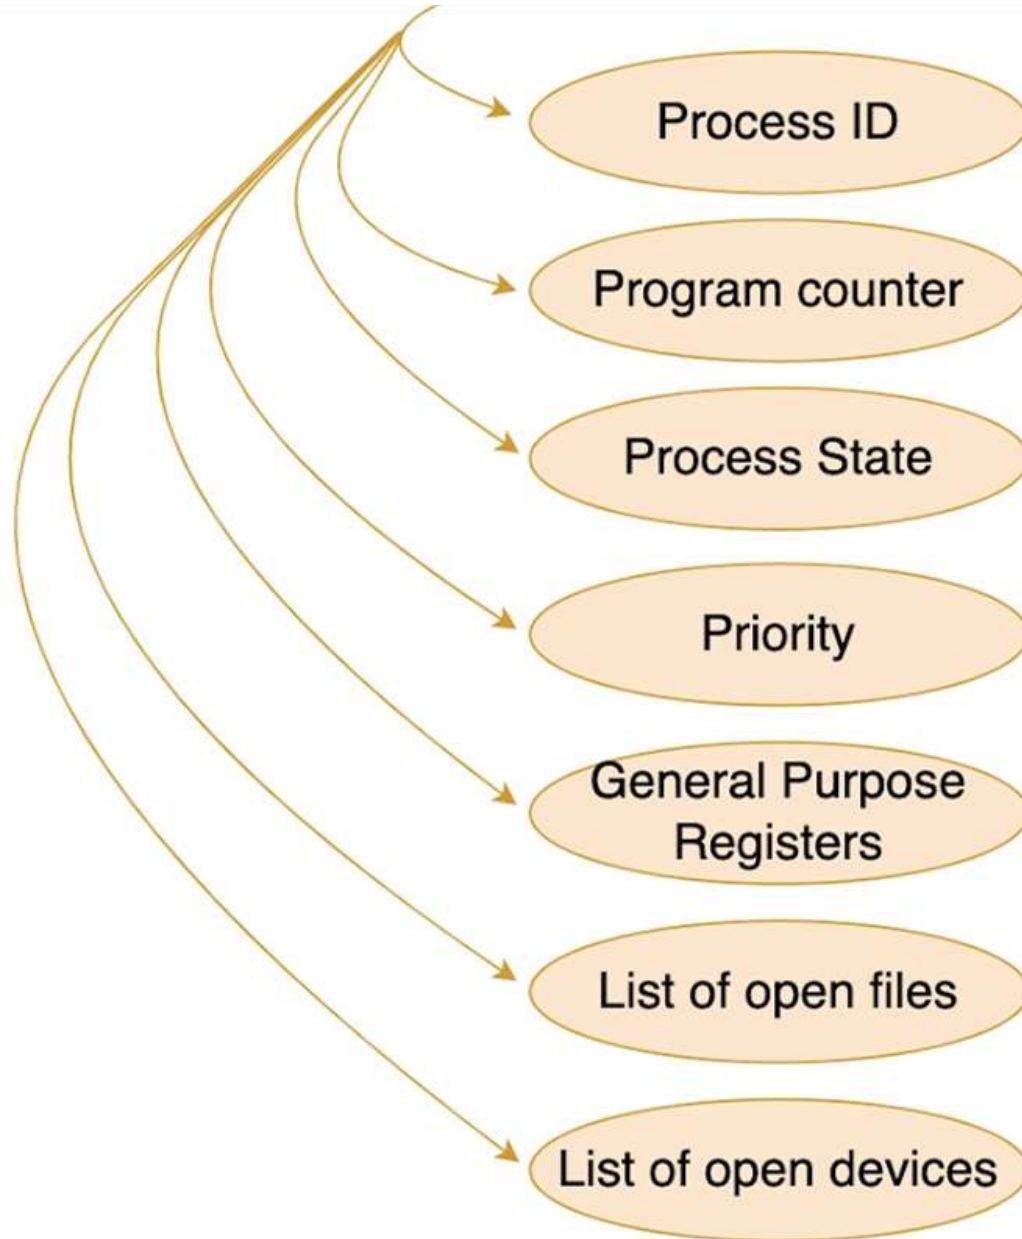 Process ID
Program counter
Process State
Priority
General Purpose
Registers
List of open files
List of open devices